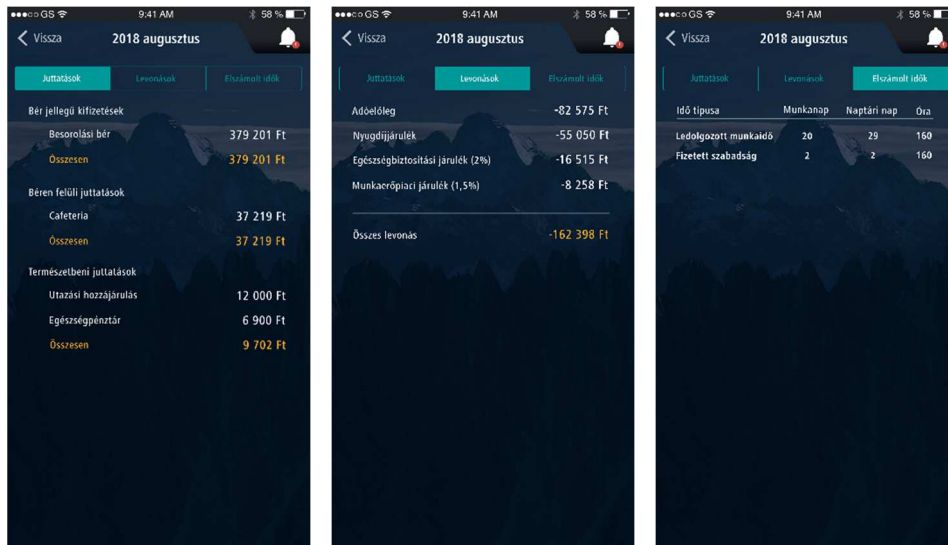 GS 9:41 AM 58 %
Vissza 2018 augusztus
Juttatások Levonások Elszámolt idők
Bér jellegű kifizetések
Besorolási bér 379 201 Ft
Összesen 379 201 Ft
Béren felüli juttatások
Cafeteria 37 219 Ft
Összesen 37 219 Ft
Természetbeni juttatások
Utazási hozzájárulás 12 000 Ft
Egészségpénztár 6 900 Ft
Összesen 9 702 Ft
GS 9:41 AM 58 %
Vissza 2018 augusztus
Juttatások Levonások Elszámolt idők
Adóelőleg -82 575 Ft
Nyugdíjjárulék -55 050 Ft
Egészségbiztosítási járulék (2%) -16 515 Ft
Munkaerőpiaci járulék (1,5%) -8 258 Ft
Összes levonás -162 398 Ft
GS 9:41 AM 58 %
Vissza 2018 augusztus
Juttatások Levonások Elszámolt idők
Idő típusa Munkanap Naptári nap Óra
Ledolgozott munkaidő 20 29 160
Fizetett szabadság 2 2 160